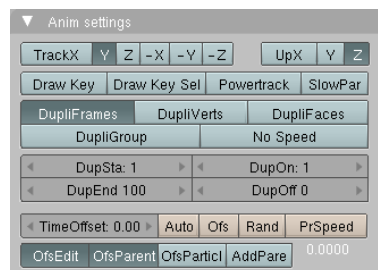 Anim settings
TrackX Y Z -X -Y -Z UpX Y Z
Draw Key Draw Key Sel Powertrack SlowPar
DupliFrames DupliVerts DupliFaces
DupliGroup No Speed
DupSta: 1 DupOn: 1
DupEnd 100 DupOff 0
TimeOffset: 0.00 Auto Ofs Rand PrSpeed
OfsEdit OfsParent OfsParticl AddPare 0.0000